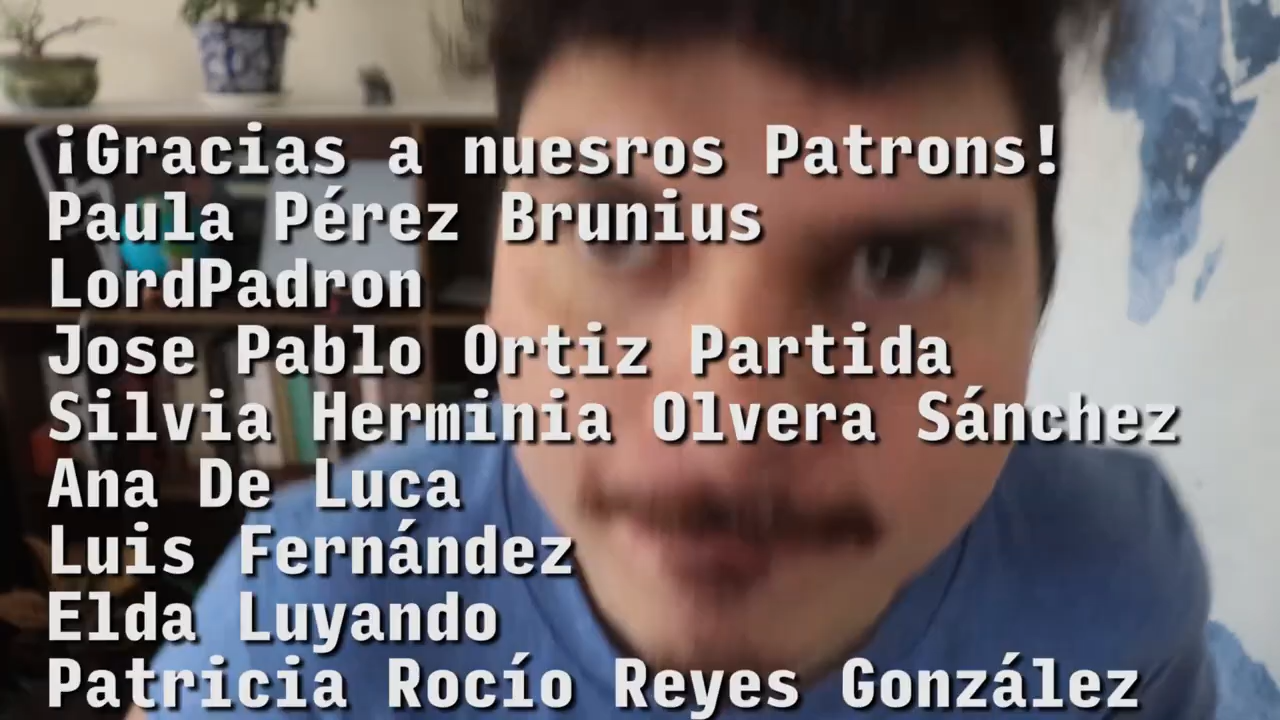 ¡Gracias a nuesros Patrons!
Paula Pérez Brunius
LordPadron
Jose Pablo Ortiz Partida
Silvia Herminia Olvera Sánchez
Ana De Luca
Luis Fernández
Elda Luyando
Patricia Rocío Reyes González